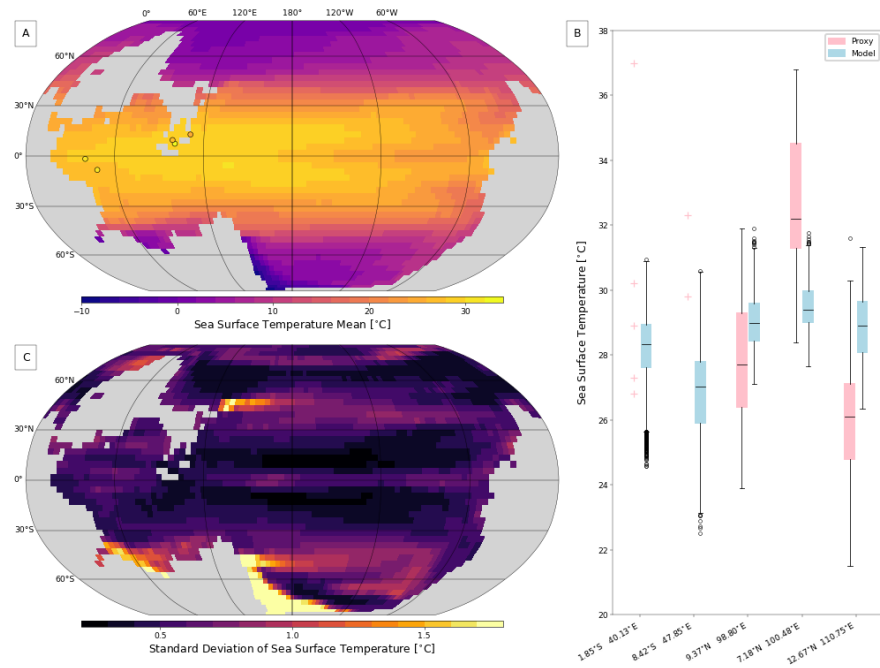 0° 60°E 120°E 180° 120°W 60°W
A
60°N
30°N
0°
30°S
60°S
−10 0 10 20 30
Sea Surface Temperature Mean [°C]
C
60°N
30°N
0°
30°S
60°S
0.5 1.0 1.5
Standard Deviation of Sea Surface Temperature [°C]
B
Proxy
Model
38
36
34
32
30
28
26
24
22
20
Sea Surface Temperature [°C]
1.85°S 40.13°E
8.42°S 47.85°E
9.37°N 98.80°E
7.18°N 100.48°E
12.67°N 110.75°E